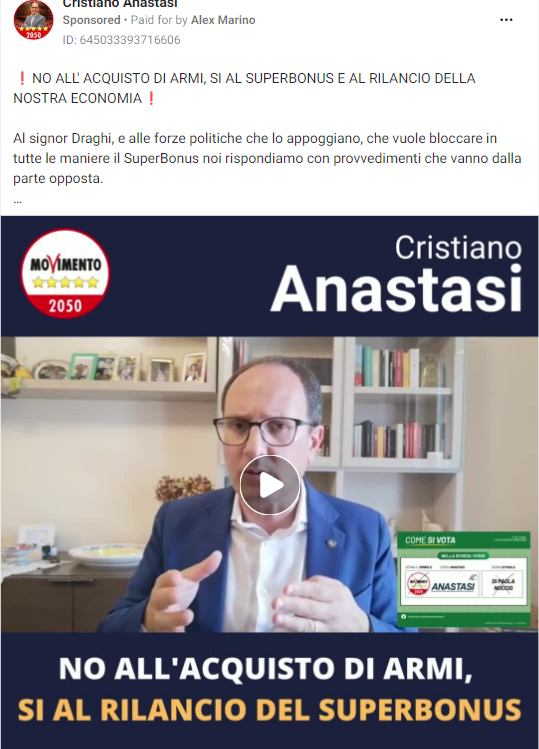 Cristiano Anastasi
Sponsored • Paid for by Alex Marino
ID: 645033393716606
❗NO ALL' ACQUISTO DI ARMI, SI AL SUPERBONUS E AL RILANCIO DELLA
NOSTRA ECONOMIA❗
Al signor Draghi, e alle forze politiche che lo appoggiano, che vuole bloccare in
tutte le maniere il SuperBonus noi rispondiamo con provvedimenti che vanno dalla
parte opposta.
...
MOVIMENTO
2050
Cristiano
Anastasi
COME SI VOTA
NELLA SCHEDA VERDE
MOVIMENTO
2050
ANASTASI
DI PAOLA
NUCCIO
NO ALL'ACQUISTO DI ARMI,
SI AL RILANCIO DEL SUPERBONUS